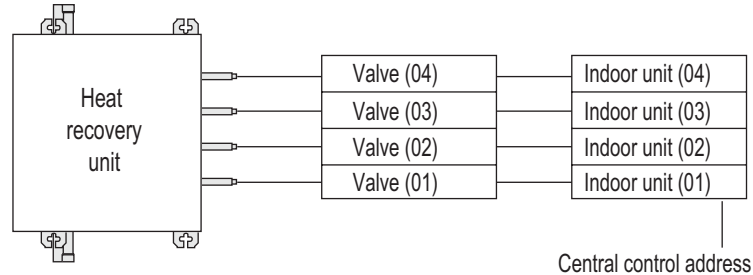 Heat
recovery
unit
Valve (04)
Indoor unit (04)
Valve (03)
Indoor unit (03)
Valve (02)
Indoor unit (02)
Valve (01)
Indoor unit (01)
Central control address